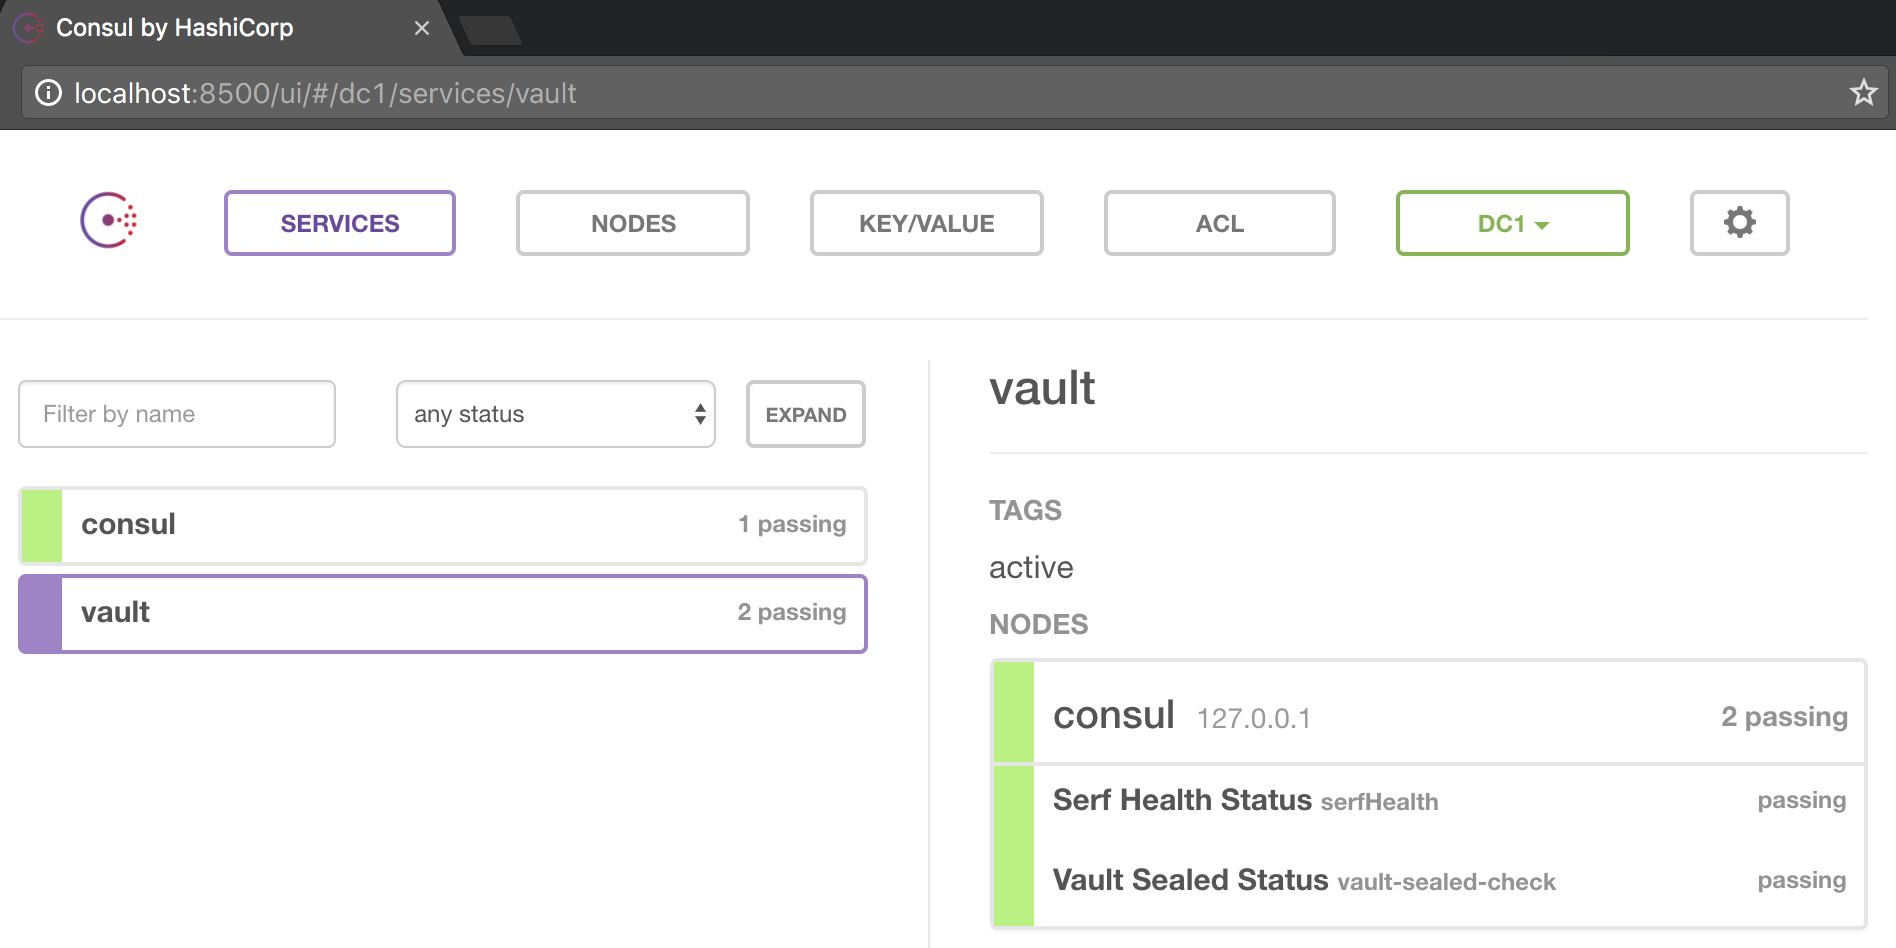 Consul by HashiCorp
localhost:8500/ui/#/dc1/services/vault
SERVICES NODES KEY/VALUE ACL DC1
Filter by name any status EXPAND
consul 1 passing
vault 2 passing
vault
TAGS
active
NODES
consul 127.0.0.1 2 passing
Serf Health Status serfHealth passing
Vault Sealed Status vault-sealed-check passing